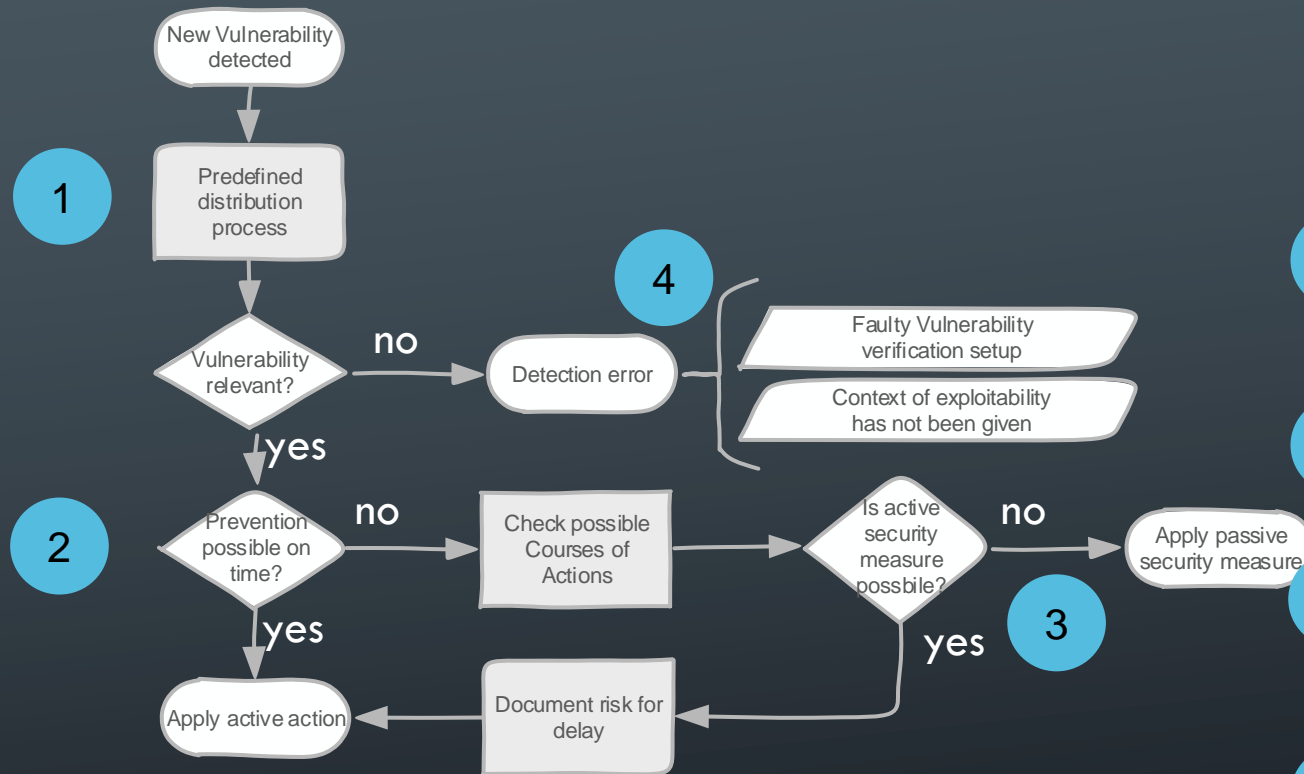 New Vulnerability
detected
1
Predefined
distribution
process
4
Faulty Vulnerability
verification setup
Vulnerability
relevant?
no
Detection error
Context of exploitability
has not been given
yes
2
Prevention
possible on
time?
no
Check possible
Courses of
Actions
Is active
security
measure
possbile?
no
Apply passive
security measure
3
yes
yes
Document risk for
delay
Apply active action